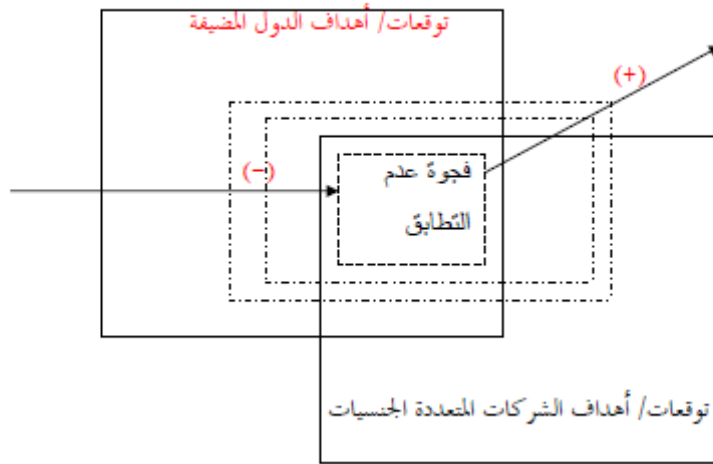 توقعات/ أهداف الدول المضيفة
(+)
(-)
فجوة عدم
التطابق
توقعات/ أهداف الشركات المتعددة الجنسيات